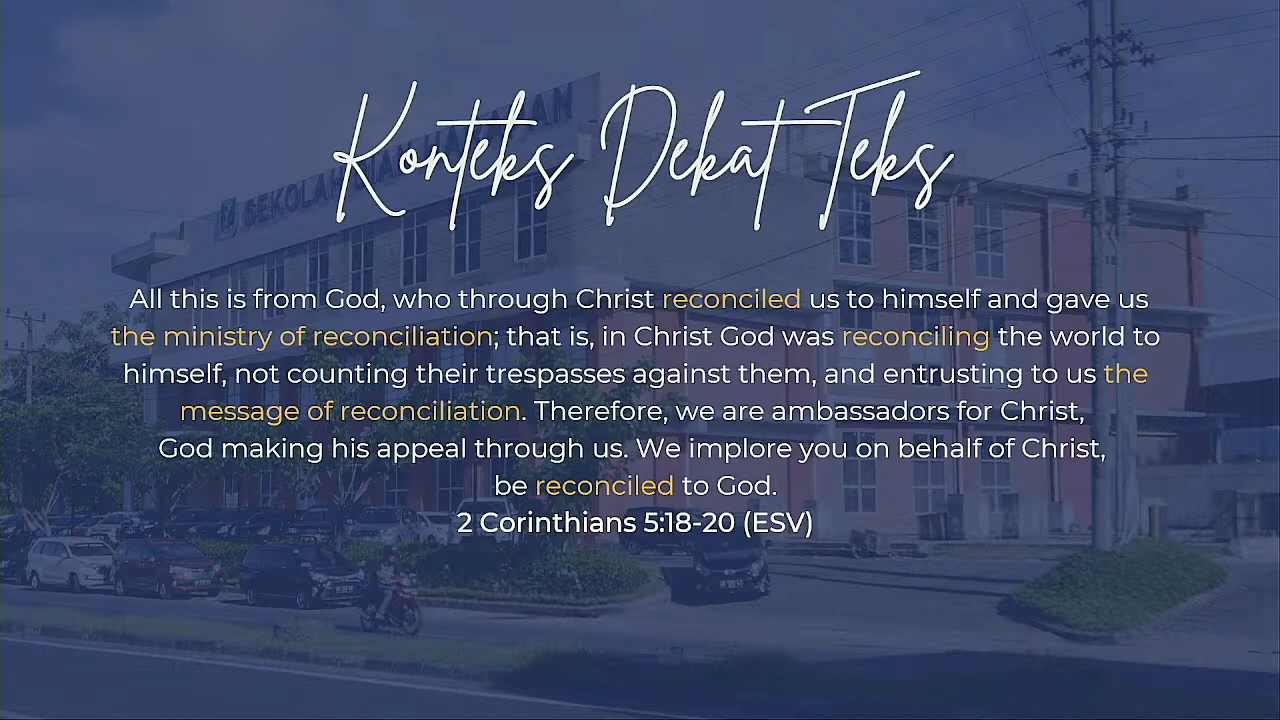 Konteks Dekat Teks
SEKOLAH HARAPAN
All this is from God, who through Christ reconciled us to himself and gave us
the ministry of reconciliation; that is, in Christ God was reconciling the world to
himself, not counting their trespasses against them, and entrusting to us the
message of reconciliation. Therefore, we are ambassadors for Christ,
God making his appeal through us. We implore you on behalf of Christ,
be reconciled to God.
2 Corinthians 5:18-20 (ESV)